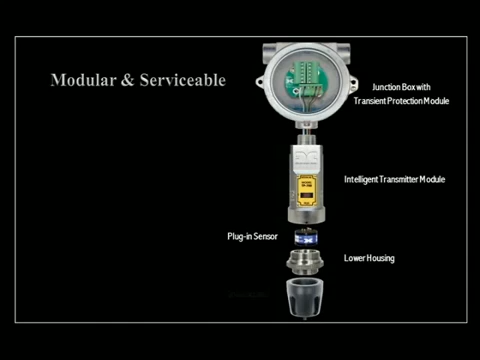 Modular & Serviceable
Junction Box with
Transient Protection Module
Intelligent Transmitter Module
Plug-in Sensor
Lower Housing